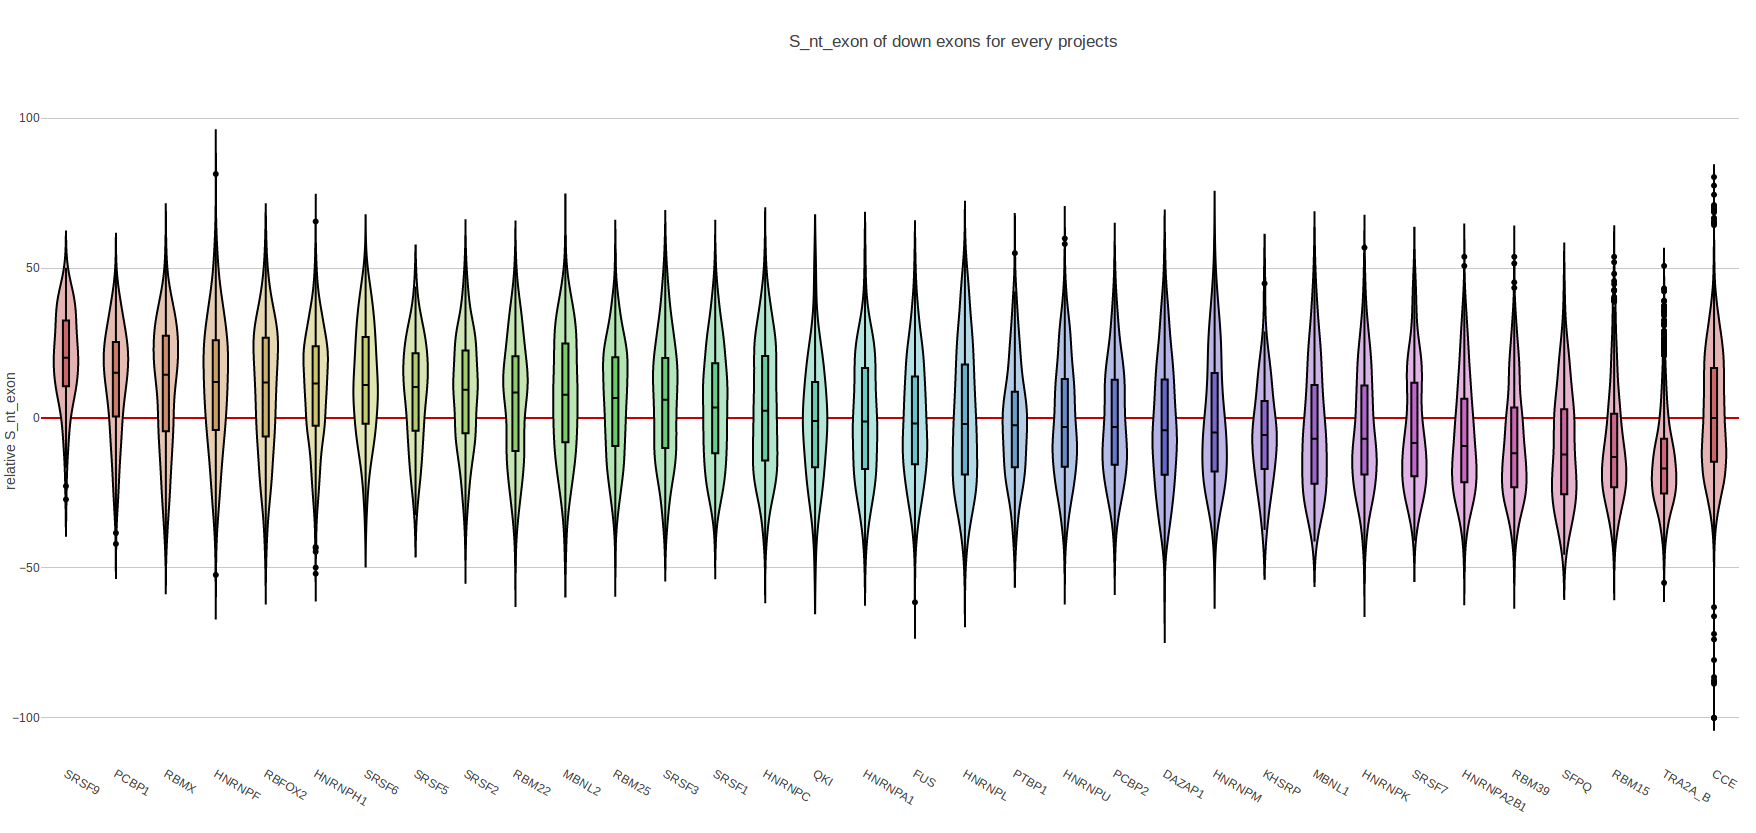 S_nt_exon of down exons for every projects
100
50
0
−50
−100
relative S_nt_exon
SRSF9
PCBP1
RBMX
HNRNPF
RBFOX2
HNRNPH1
SRSF6
SRSF5
SRSF2
RBM22
MBNL2
RBM25
SRSF3
SRSF1
HNRNPC
QKI
HNRNPA1
FUS
HNRNPL
PTBP1
HNRNPU
PCBP2
DAZAP1
HNRNPM
KHSRP
MBNL1
HNRNPK
SRSF7
HNRNPA2B1
RBM39
SFPQ
RBM15
TRA2A_B
CCE